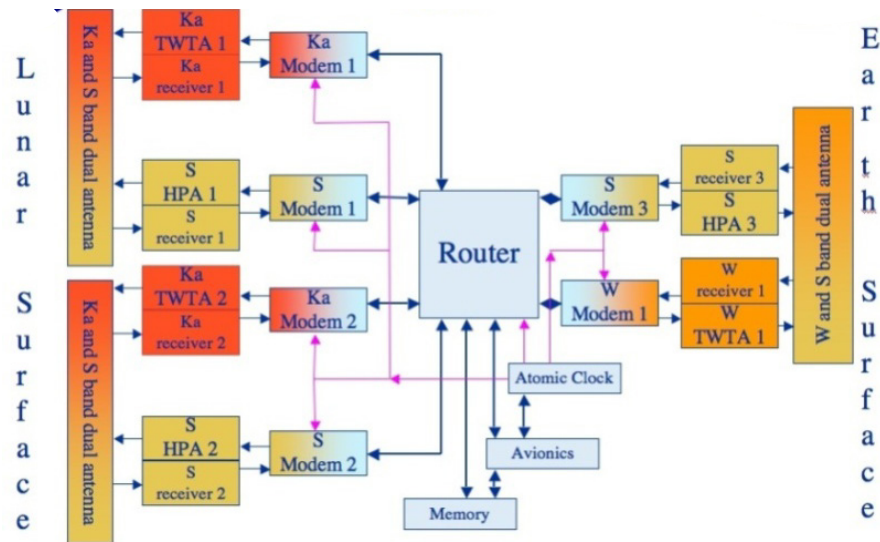 Lunar Surface
Ka and S band dual antenna
Ka
TWTA 1
Ka
receiver 1
Ka
Modem 1
S
HPA 1
S
receiver 1
S
Modem 1
Ka and S band dual antenna
Ka
TWTA 2
Ka
receiver 2
Ka
Modem 2
S
HPA 2
S
receiver 2
S
Modem 2
Router
Atomic Clock
Avionics
Memory
S
Modem 3
W
Modem 1
S
receiver 3
S
HPA 3
W
receiver 1
W
TWTA 1
W and S band dual antenna
Earth Surface